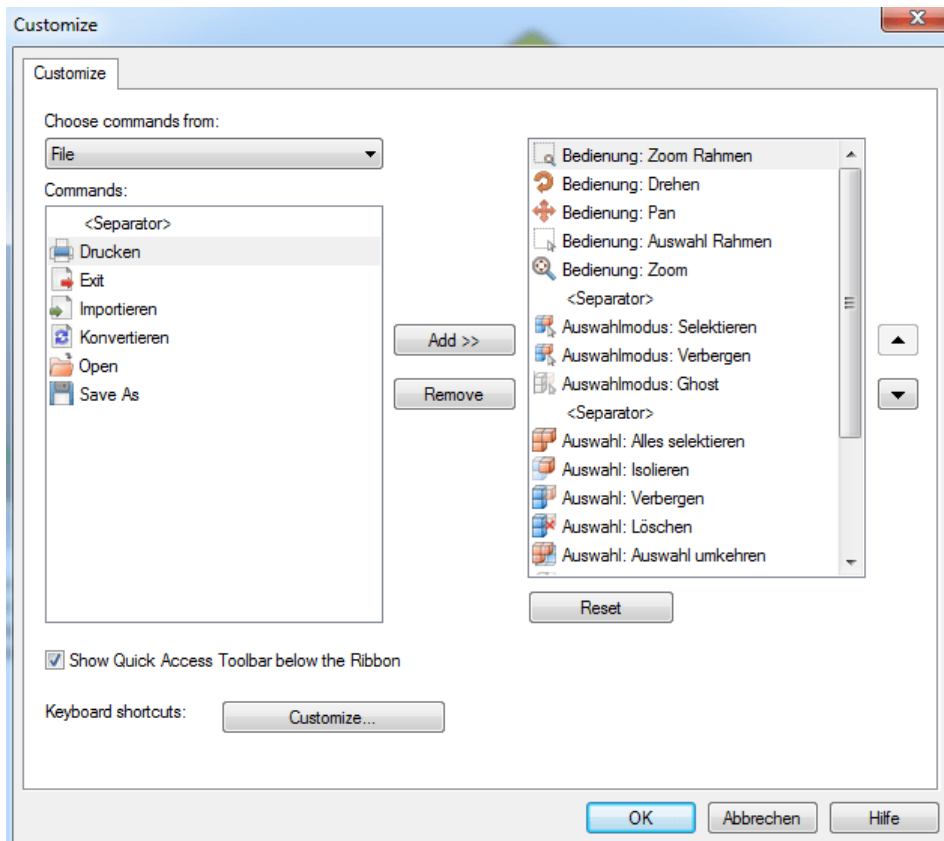 Customize
Customize
Choose commands from:
File
Commands:
<Separator>
Drucken
Exit
Importieren
Konvertieren
Open
Save As
Add >>
Remove
Bedienung: Zoom Rahmen
Bedienung: Drehen
Bedienung: Pan
Bedienung: Auswahl Rahmen
Bedienung: Zoom
<Separator>
Auswahlmodus: Selektieren
Auswahlmodus: Verbergen
Auswahlmodus: Ghost
<Separator>
Auswahl: Alles selektieren
Auswahl: Isolieren
Auswahl: Verbergen
Auswahl: Löschen
Auswahl: Auswahl umkehren
Reset
Show Quick Access Toolbar below the Ribbon
Keyboard shortcuts:
Customize...
OK
Abbrechen
Hilfe